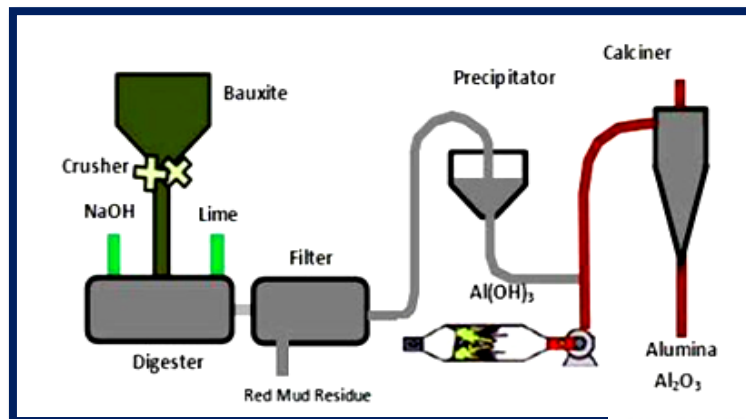 Calciner
Precipitator
Bauxite
Crusher
NaOH
Lime
Filter
Al(OH)₃
Digester
Alumina
Al₂O₃
Red Mud Residue